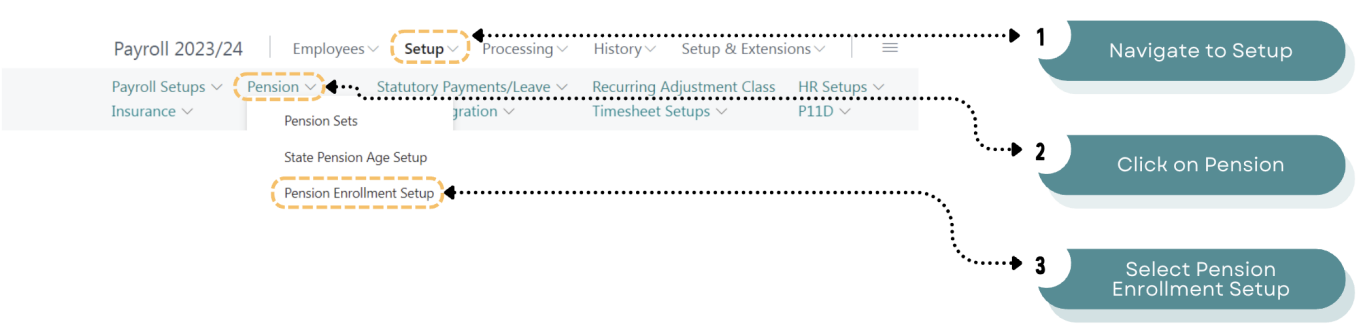 Payroll 2023/24 Employees Setup Processing History Setup & Extensions
Payroll Setups Pension Statutory Payments/Leave Recurring Adjustment Class HR Setups
Insurance gration Timesheet Setups P11D
Pension Sets
State Pension Age Setup
Pension Enrollment Setup
1
Navigate to Setup
2
Click on Pension
3
Select Pension
Enrollment Setup